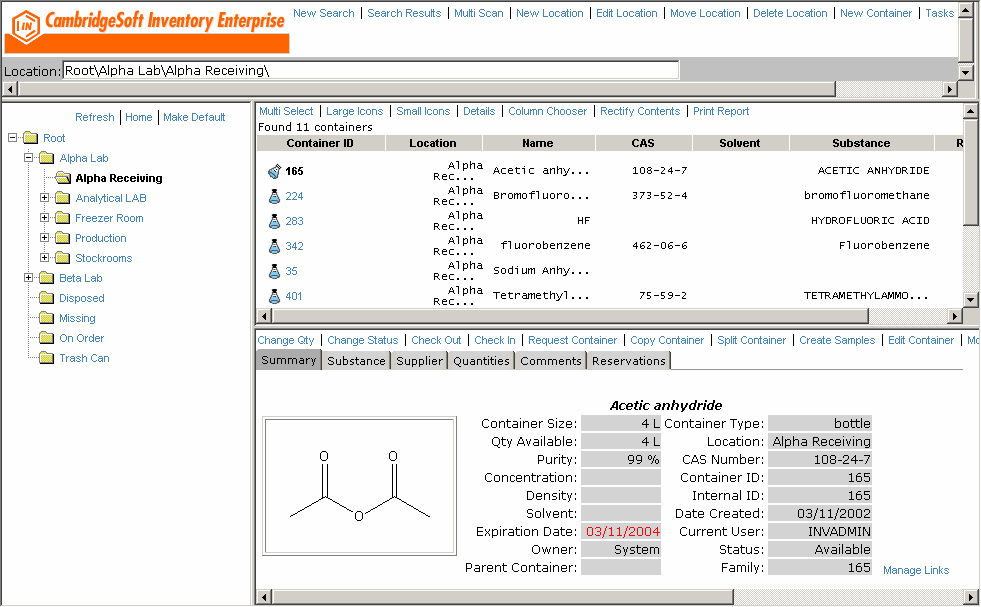 CambridgeSoft Inventory Enterprise
New Search | Search Results | Multi Scan | New Location | Edit Location | Move Location | Delete Location | New Container | Tasks
Location: Root\Alpha Lab\Alpha Receiving\
Refresh | Home | Make Default
Root
Alpha Lab
Alpha Receiving
Analytical LAB
Freezer Room
Production
Stockrooms
Beta Lab
Disposed
Missing
On Order
Trash Can
Multi Select | Large Icons | Small Icons | Details | Column Chooser | Rectify Contents | Print Report
Found 11 containers
Container ID Location Name CAS Solvent Substance R
165 Alpha Rec... Acetic anhy... 108-24-7 ACETIC ANHYDRIDE
224 Alpha Rec... Bromofluoro... 373-52-4 bromofluoromethane
283 Alpha Rec... HF HYDROFLUORIC ACID
342 Alpha Rec... fluorobenzene 462-06-6 Fluorobenzene
35 Alpha Rec... Sodium Anhy...
401 Alpha Rec... Tetramethyl... 75-59-2 TETRAMETHYLAMMO...
Change Qty | Change Status | Check Out | Check In | Request Container | Copy Container | Split Container | Create Samples | Edit Container | Mo
Summary Substance Supplier Quantities Comments Reservations
Acetic anhydride
Container Size: 4 L Container Type: bottle
Qty Available: 4 L Location: Alpha Receiving
Purity: 99 % CAS Number: 108-24-7
Concentration: Container ID: 165
Density: Internal ID: 165
Solvent: Date Created: 03/11/2002
Expiration Date: 03/11/2004 Current User: INVADMIN
Owner: System Status: Available
Parent Container: Family: 165 Manage Links
O O
O